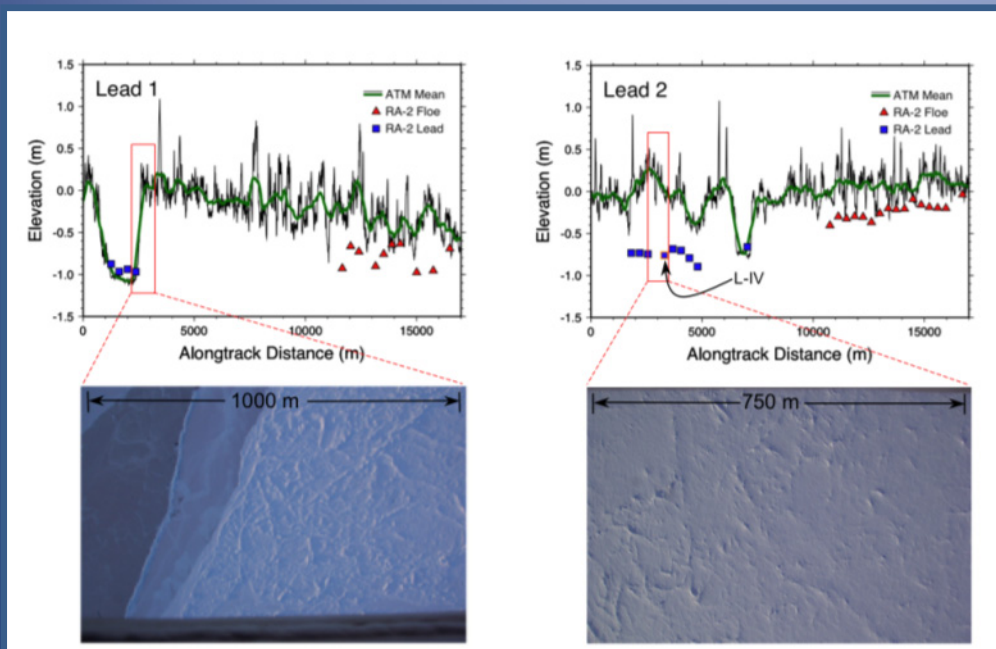 Lead 1
ATM Mean
RA-2 Floe
RA-2 Lead
Elevation (m)
1.5
1.0
0.5
0.0
-0.5
-1.0
-1.5
0
5000
10000
15000
Alongtrack Distance (m)
1000 m
Lead 2
ATM Mean
RA-2 Floe
RA-2 Lead
Elevation (m)
1.5
1.0
0.5
0.0
-0.5
-1.0
-1.5
L-IV
0
5000
10000
15000
Alongtrack Distance (m)
750 m